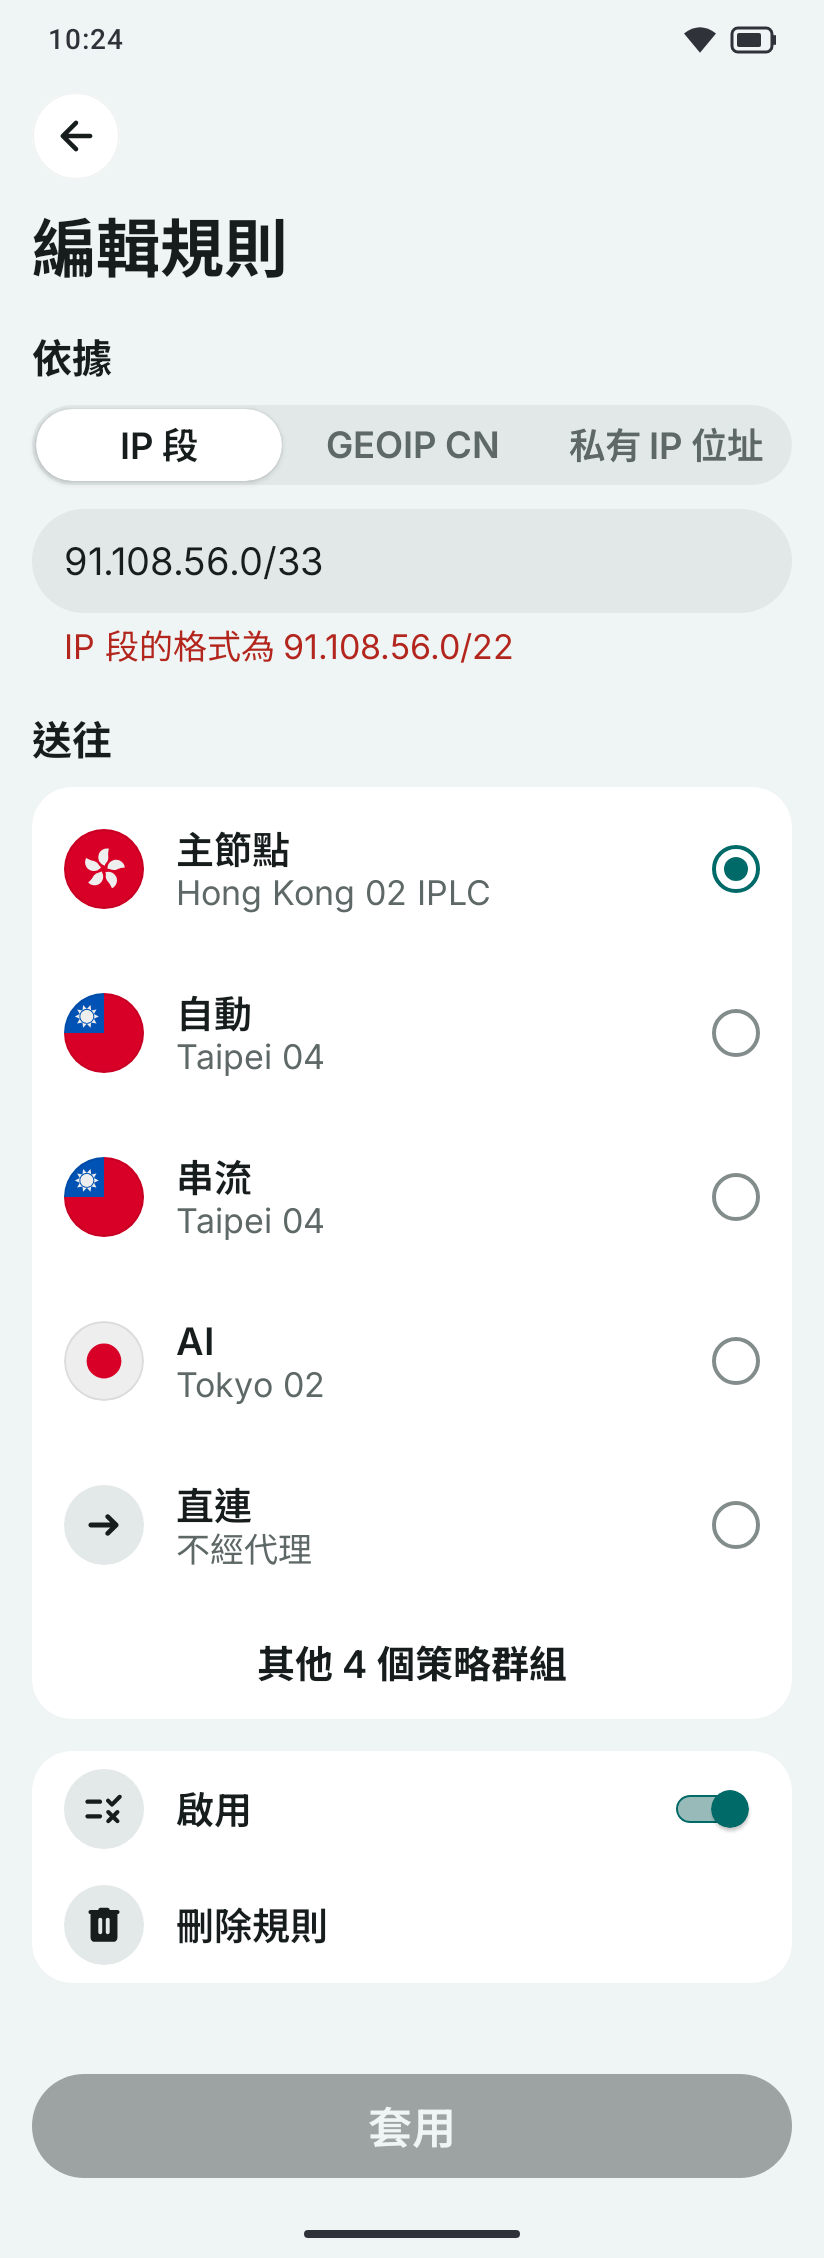 10:24
編輯規則
依據
IP 段
GEOIP CN
私有 IP 位址
91.108.56.0/33
IP 段的格式為 91.108.56.0/22
送往
主節點
Hong Kong 02 IPLC
自動
Taipei 04
串流
Taipei 04
AI
Tokyo 02
直連
不經代理
其他 4 個策略群組
啟用
刪除規則
套用